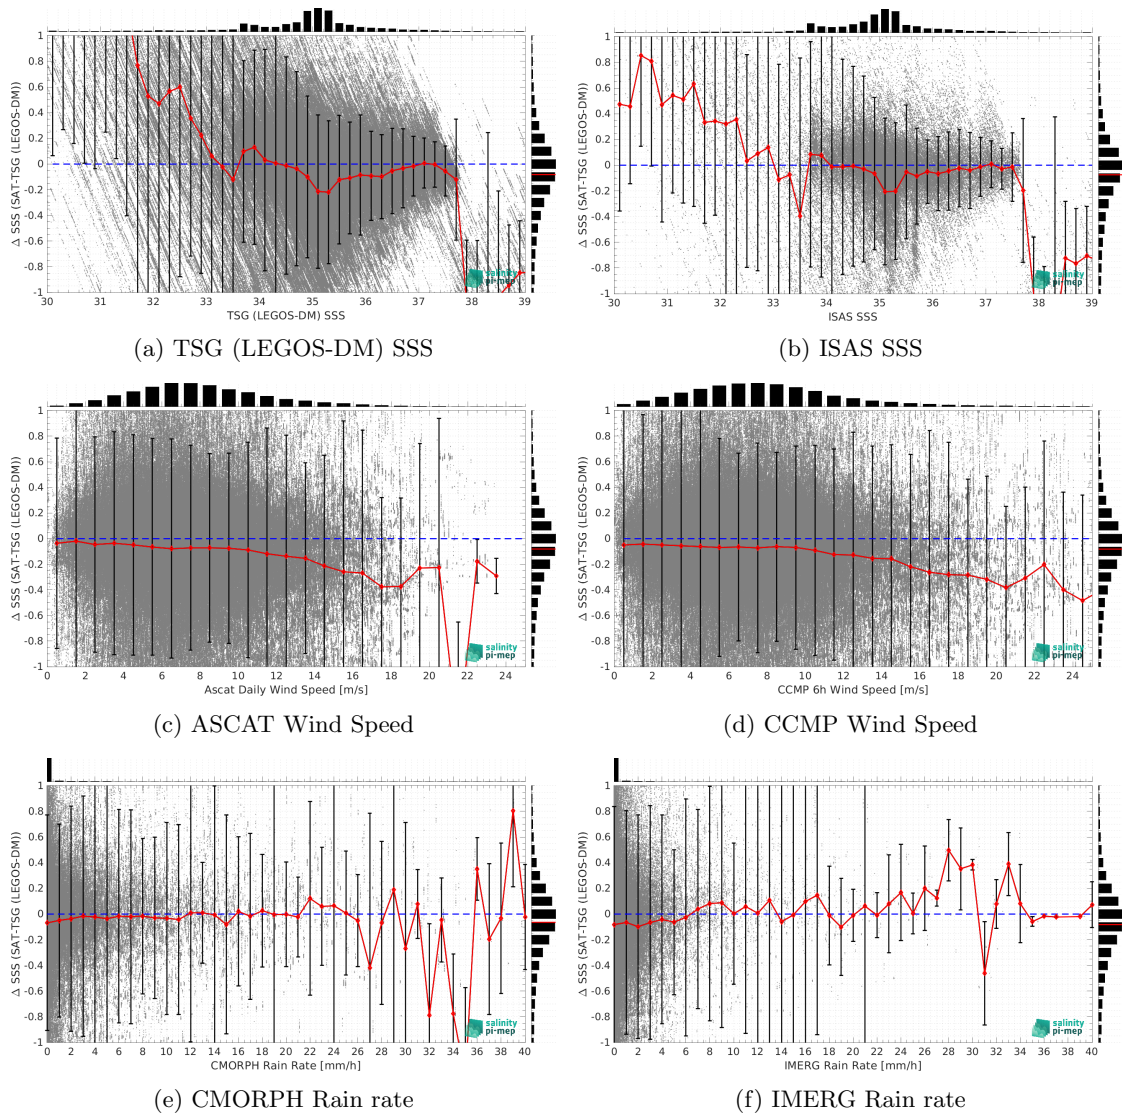 1
0.8
0.6
0.4
0.2
0
-0.2
-0.4
-0.6
-0.8
-1
Δ SSS (SAT-TSG (LEGOS-DM))
30 31 32 33 34 35 36 37 38 39
TSG (LEGOS-DM) SSS
salinity
pi-mep
(a) TSG (LEGOS-DM) SSS
1
0.8
0.6
0.4
0.2
0
-0.2
-0.4
-0.6
-0.8
-1
Δ SSS (SAT-TSG (LEGOS-DM))
30 31 32 33 34 35 36 37 38 39
ISAS SSS
salinity
pi-mep
(b) ISAS SSS
1
0.8
0.6
0.4
0.2
0
-0.2
-0.4
-0.6
-0.8
-1
Δ SSS (SAT-TSG (LEGOS-DM))
0 2 4 6 8 10 12 14 16 18 20 22 24
Ascat Daily Wind Speed [m/s]
salinity
pi-mep
(c) ASCAT Wind Speed
1
0.8
0.6
0.4
0.2
0
-0.2
-0.4
-0.6
-0.8
-1
Δ SSS (SAT-TSG (LEGOS-DM))
0 2 4 6 8 10 12 14 16 18 20 22 24
CCMP 6h Wind Speed [m/s]
salinity
pi-mep
(d) CCMP Wind Speed
1
0.8
0.6
0.4
0.2
0
-0.2
-0.4
-0.6
-0.8
-1
Δ SSS (SAT-TSG (LEGOS-DM))
0 2 4 6 8 10 12 14 16 18 20 22 24 26 28 30 32 34 36 38 40
CMORPH Rain Rate [mm/h]
salinity
pi-mep
(e) CMORPH Rain rate
1
0.8
0.6
0.4
0.2
0
-0.2
-0.4
-0.6
-0.8
-1
Δ SSS (SAT-TSG (LEGOS-DM))
0 2 4 6 8 10 12 14 16 18 20 22 24 26 28 30 32 34 36 38 40
IMERG Rain Rate [mm/h]
salinity
pi-mep
(f) IMERG Rain rate